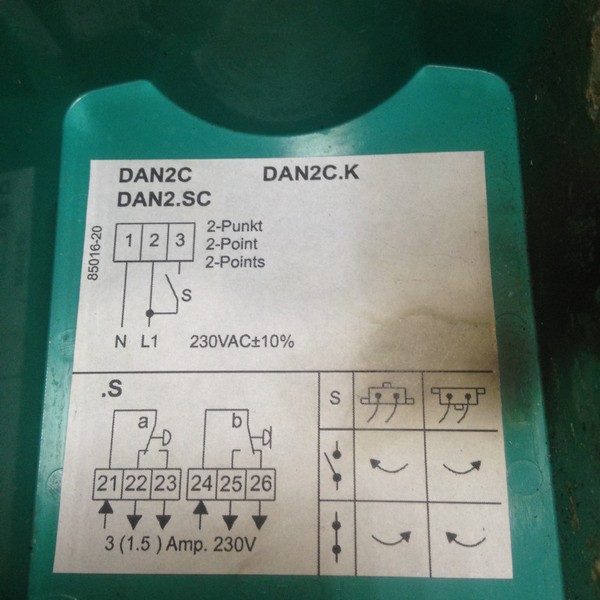 DAN2C DAN2C.K
DAN2.SC
85016-20
1 2 3
2-Punkt
2-Point
2-Points
S
N L1 230VAC±10%
.S
a b
21 22 23 24 25 26
3 (1.5 ) Amp. 230V
S